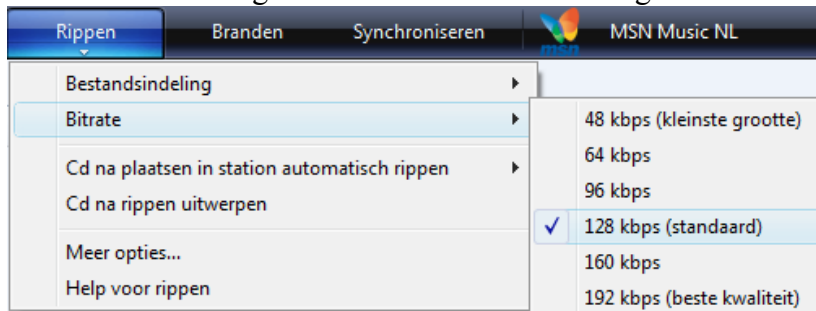 Rippen Branden Synchroniseren msn MSN Music NL
Bestandsindeling
Bitrate
Cd na plaatsen in station automatisch rippen
Cd na rippen uitwerpen
Meer opties...
Help voor rippen
48 kbps (kleinste grootte)
64 kbps
96 kbps
128 kbps (standaard)
160 kbps
192 kbps (beste kwaliteit)